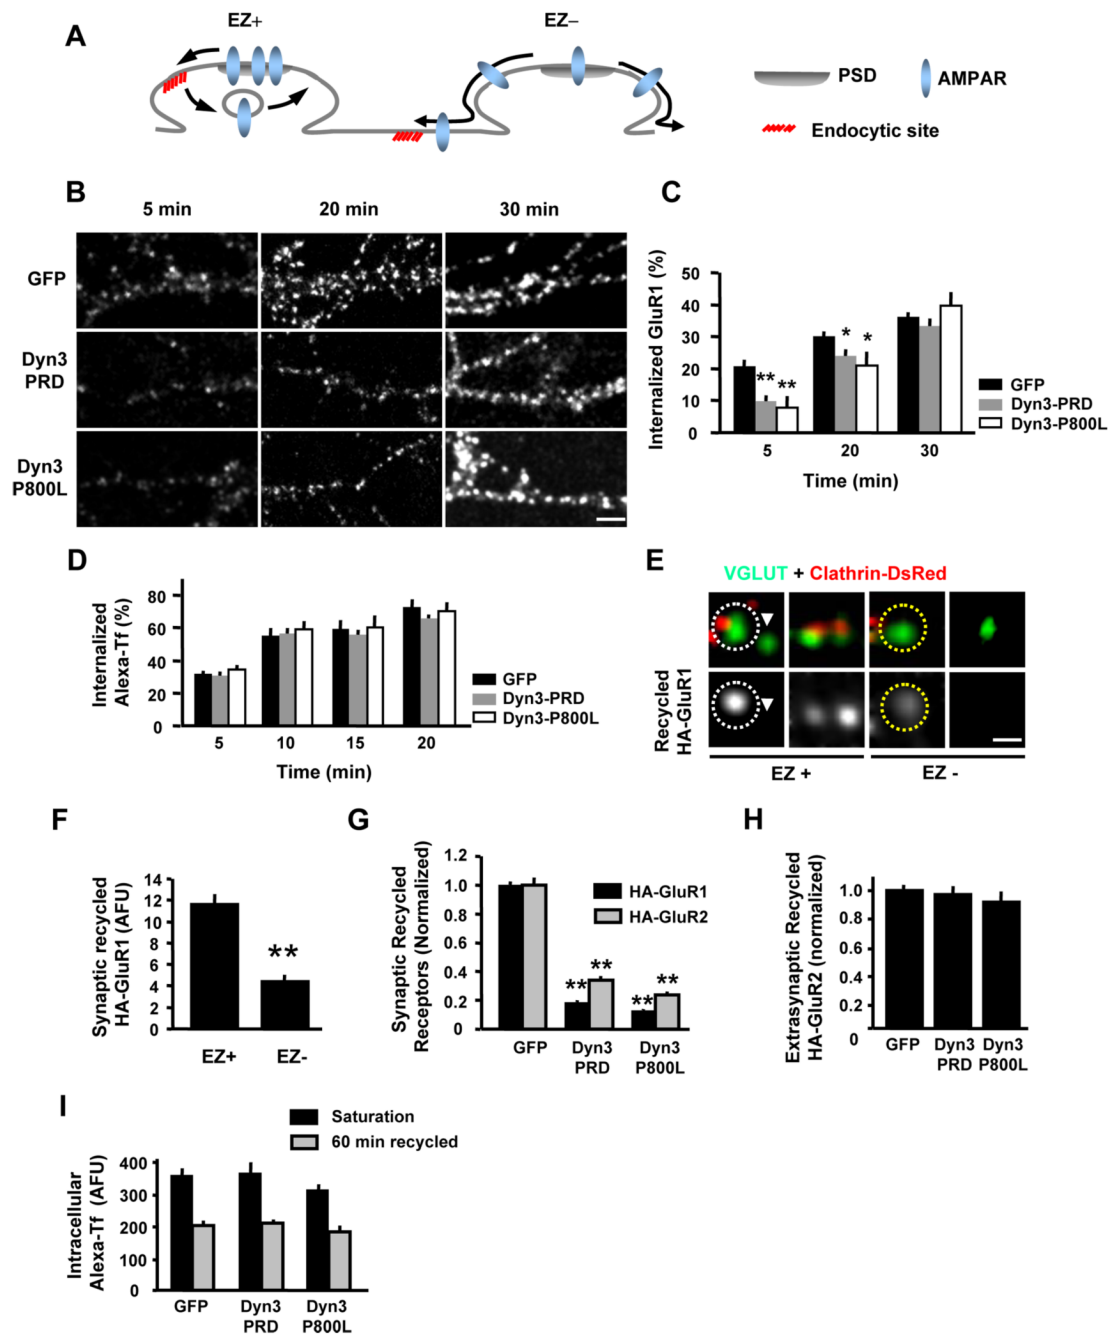 A
EZ+
EZ−
PSD
AMPAR
Endocytic site
B
5 min
20 min
30 min
GFP
Dyn3
PRD
Dyn3
P800L
C
Internalized GluR1 (%)
50
40
30
20
10
0
**
**
*
*
GFP
Dyn3-PRD
Dyn3-P800L
5
20
30
Time (min)
D
Internalized
Alexa-Tf (%)
80
60
40
20
0
GFP
Dyn3-PRD
Dyn3-P800L
5
10
15
20
Time (min)
E
VGLUT + Clathrin-DsRed
Recycled
HA-GluR1
EZ +
EZ -
F
Synaptic recycled
HA-GluR1 (AFU)
14
12
10
8
6
4
2
0
**
EZ+
EZ-
G
Synaptic Recycled
Receptors (Normalized)
1.2
1.0
0.8
0.6
0.4
0.2
0
HA-GluR1
HA-GluR2
**
**
**
**
GFP
Dyn3
PRD
Dyn3
P800L
H
Extrasynaptic Recycled
HA-GluR2 (normalized)
1.0
0.8
0.6
0.4
0.2
0
GFP
Dyn3
PRD
Dyn3
P800L
I
Saturation
60 min recycled
Intracellular
Alexa-Tf (AFU)
400
300
200
100
0
GFP
Dyn3
PRD
Dyn3
P800L